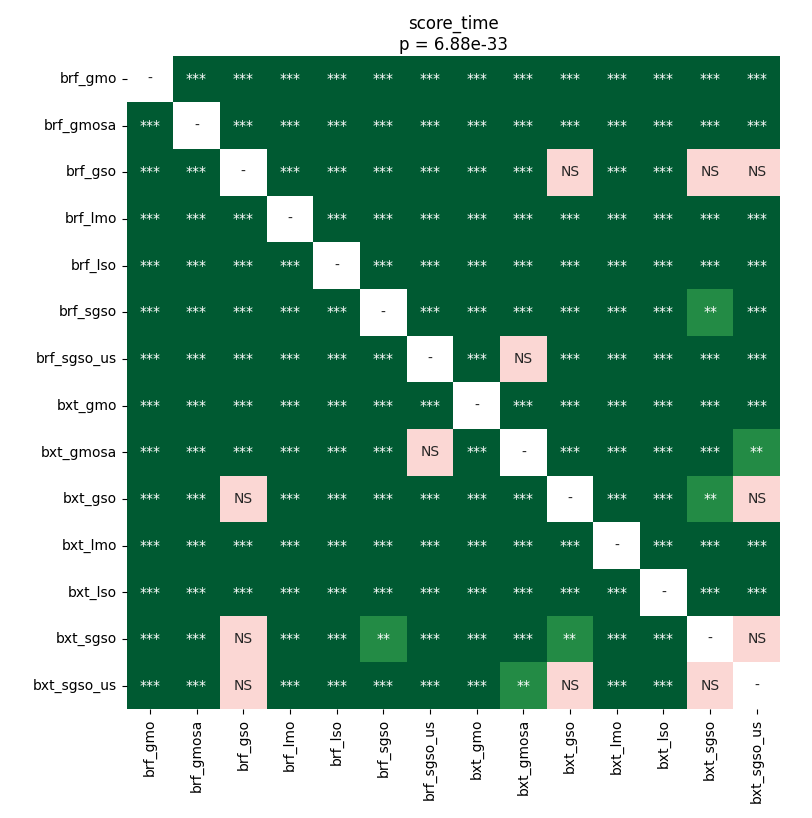 score_time
p = 6.88e-33
brf_gmo - *** *** *** *** *** *** *** *** *** *** *** *** ***
brf_gmosa *** - *** *** *** *** *** *** *** *** *** *** *** ***
brf_gso *** *** - *** *** *** *** *** *** NS *** *** NS NS
brf_lmo *** *** *** - *** *** *** *** *** *** *** *** *** ***
brf_lso *** *** *** *** - *** *** *** *** *** *** *** *** ***
brf_sgso *** *** *** *** *** - *** *** *** *** *** *** ** ***
brf_sgso_us *** *** *** *** *** *** - *** NS *** *** *** *** ***
bxt_gmo *** *** *** *** *** *** *** - *** *** *** *** *** ***
bxt_gmosa *** *** *** *** *** *** NS *** - *** *** *** *** **
bxt_gso *** *** NS *** *** *** *** *** *** - *** *** ** NS
bxt_lmo *** *** *** *** *** *** *** *** *** *** - *** *** ***
bxt_lso *** *** *** *** *** *** *** *** *** *** *** - *** ***
bxt_sgso *** *** NS *** *** ** *** *** *** ** *** *** - NS
bxt_sgso_us *** *** NS *** *** *** *** *** ** NS *** *** NS -
brf_gmo brf_gmosa brf_gso brf_lmo brf_lso brf_sgso brf_sgso_us bxt_gmo bxt_gmosa bxt_gso bxt_lmo bxt_lso bxt_sgso bxt_sgso_us